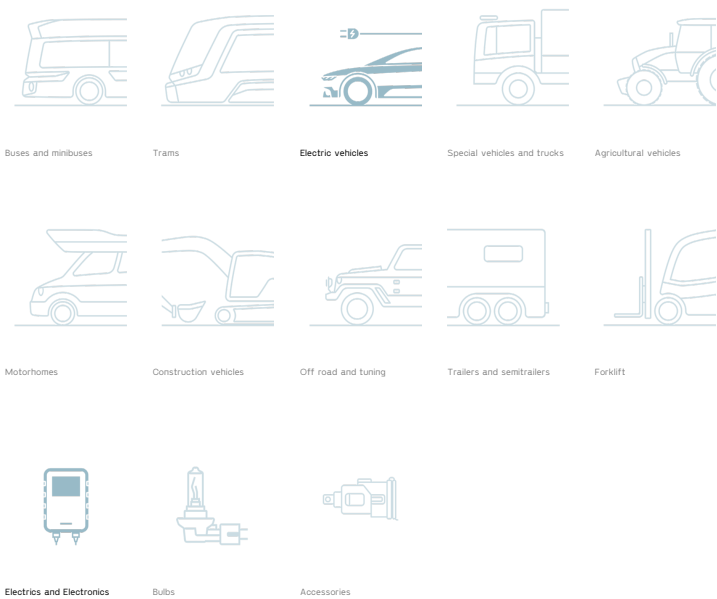 Buses and minibuses
Trams
Electric vehicles
Special vehicles and trucks
Agricultural vehicles
Motorhomes
Construction vehicles
Off road and tuning
Trailers and semitrailers
Forklift
Electrics and Electronics
Bulbs
Accessories